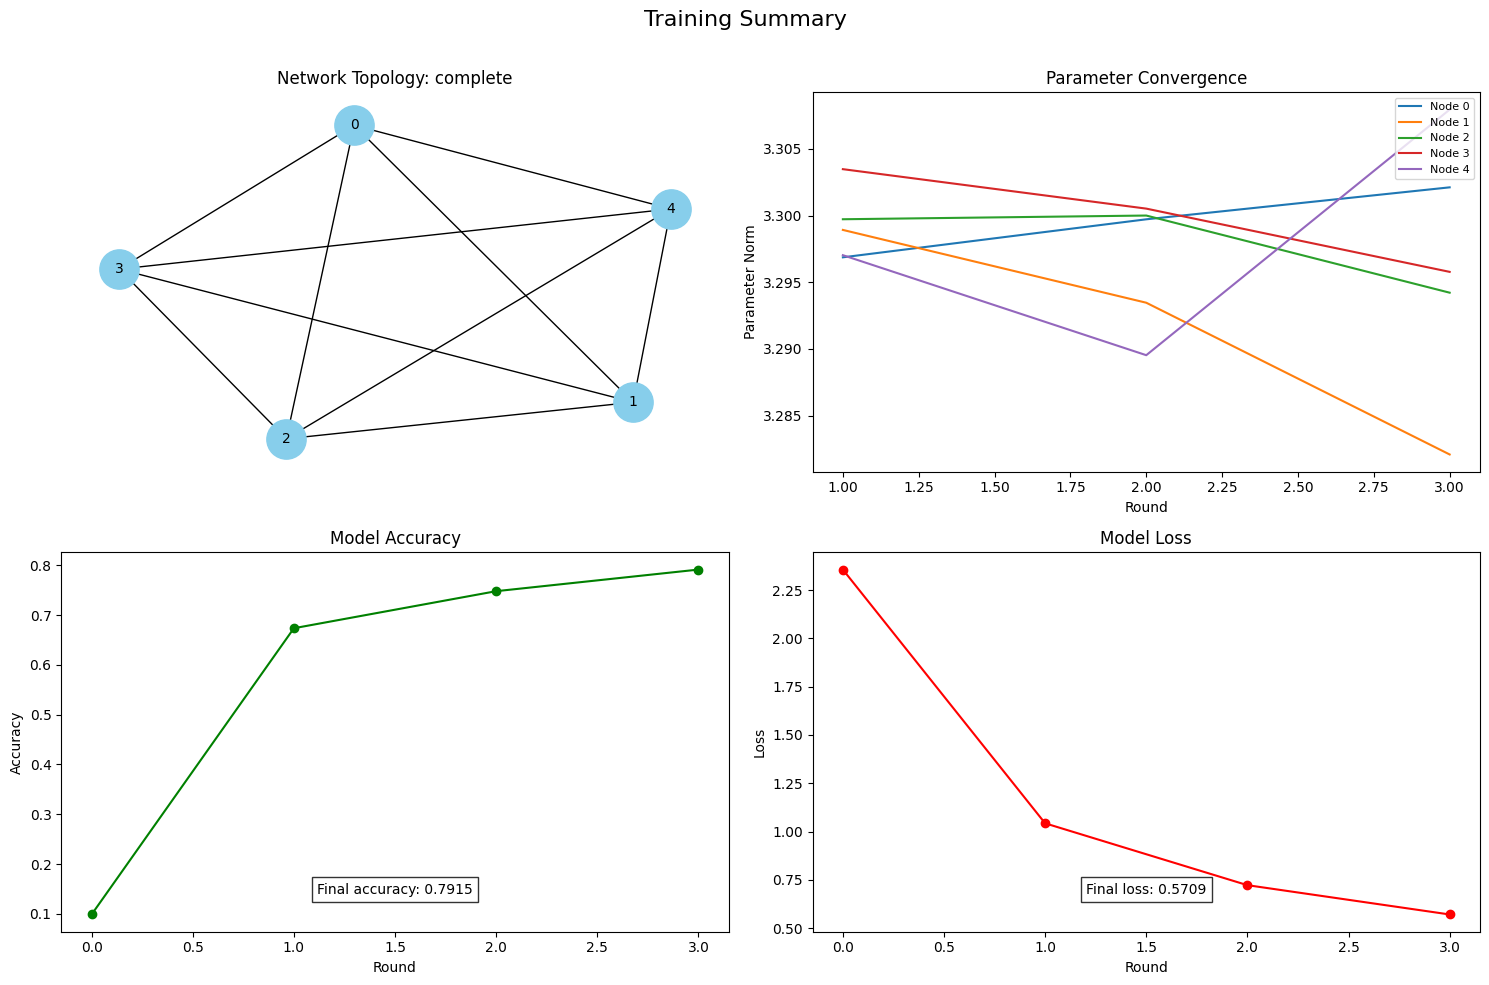 Training Summary
Network Topology: complete
0
4
3
1
2
Parameter Convergence
Node 0
Node 1
Node 2
Node 3
Node 4
Parameter Norm
3.305
3.300
3.295
3.290
3.285
1.00 1.25 1.50 1.75 2.00 2.25 2.50 2.75 3.00
Round
Model Accuracy
Accuracy
0.8
0.7
0.6
0.5
0.4
0.3
0.2
0.1
Final accuracy: 0.7915
0.0 0.5 1.0 1.5 2.0 2.5 3.0
Round
Model Loss
Loss
2.25
2.00
1.75
1.50
1.25
1.00
0.75
0.50
Final loss: 0.5709
0.0 0.5 1.0 1.5 2.0 2.5 3.0
Round